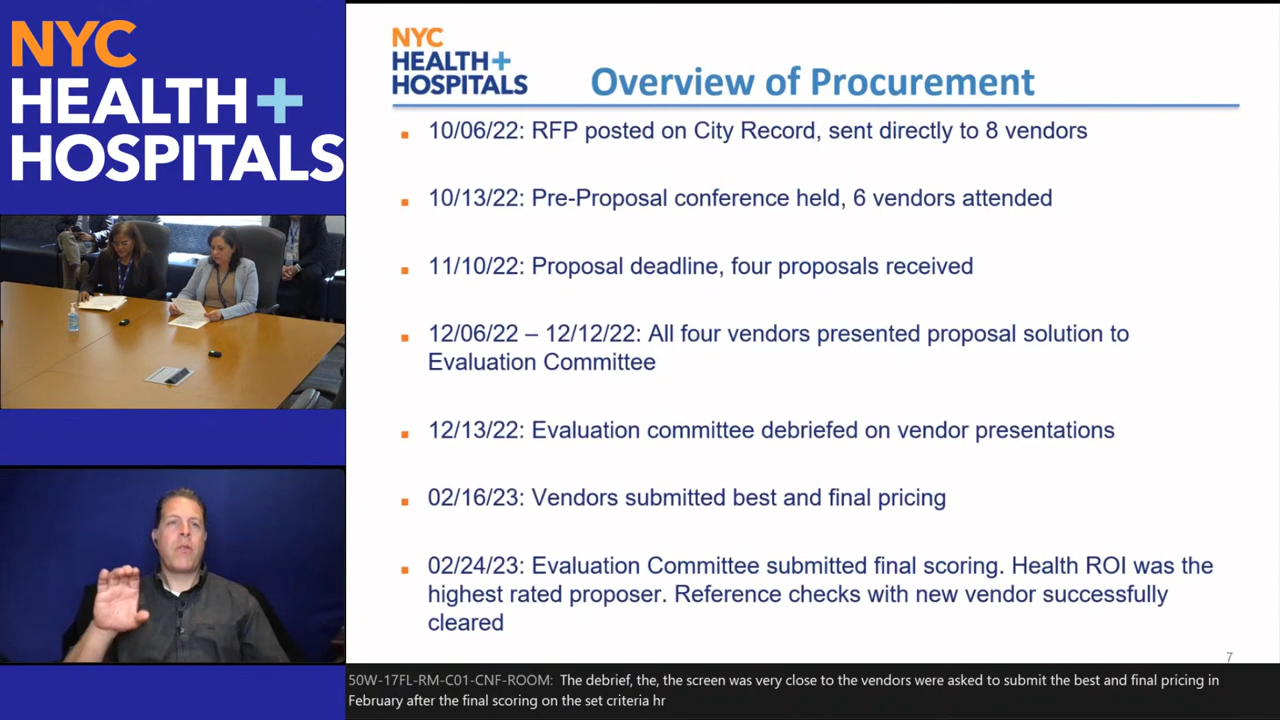 NYC
HEALTH+
HOSPITALS
NYC
HEALTH+
HOSPITALS
Overview of Procurement
10/06/22: RFP posted on City Record, sent directly to 8 vendors
10/13/22: Pre-Proposal conference held, 6 vendors attended
11/10/22: Proposal deadline, four proposals received
12/06/22 – 12/12/22: All four vendors presented proposal solution to
Evaluation Committee
12/13/22: Evaluation committee debriefed on vendor presentations
02/16/23: Vendors submitted best and final pricing
02/24/23: Evaluation Committee submitted final scoring. Health ROI was the
highest rated proposer. Reference checks with new vendor successfully
cleared
7
50W-17FL-RM-C01-CNF-ROOM: The debrief, the, the screen was very close to the vendors were asked to submit the best and final pricing in
February after the final scoring on the set criteria hr